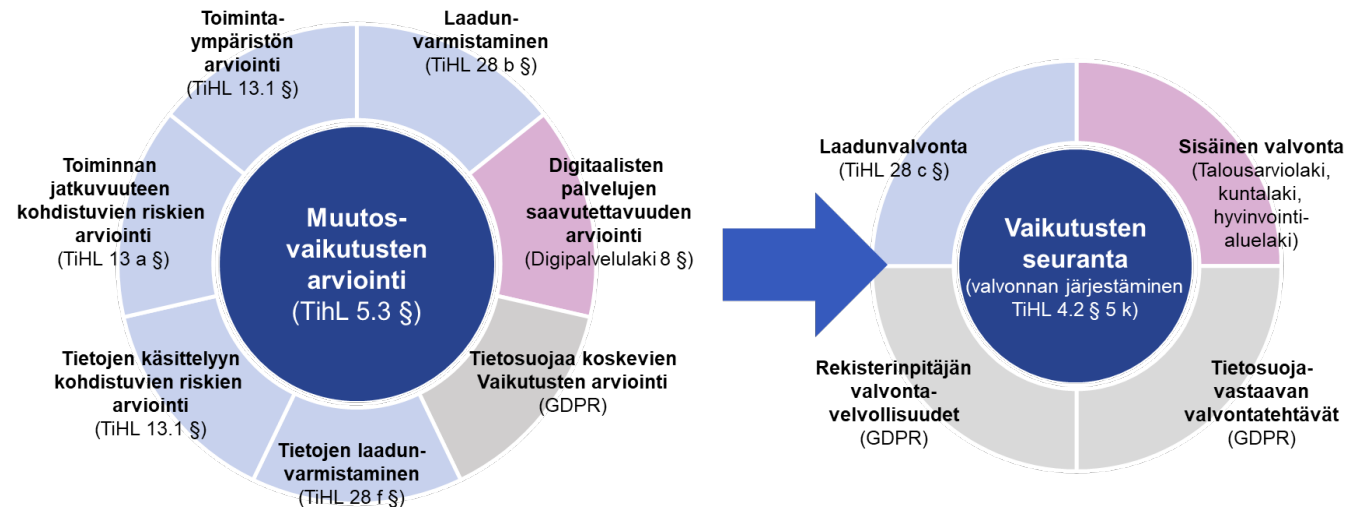 Toiminta-
ympäristön
arviointi
(TiHL 13.1 §)
Laadun-
varmistaminen
(TiHL 28 b §)
Toiminnan
jatkuvuuteen
kohdistuvien riskien
arviointi
(TiHL 13 a §)
Muutos-
vaikutusten
arviointi
(TihL 5.3 §)
Digitaalisten
palvelujen
saavutettavuuden
arviointi
(Digipalvelulaki 8 §)
Tietojen käsittelyyn
kohdistuvien riskien
arviointi
(TiHL 13.1 §)
Tietojen laadun-
varmistaminen
(TiHL 28 f §)
Tietosuojaa koskevien
Vaikutusten arviointi
(GDPR)
Laadunvalvonta
(TiHL 28 c §)
Sisäinen valvonta
(Talousarviolaki,
kuntalaki,
hyvinvointi-
aluelaki)
Vaikutusten
seuranta
(valvonnan järjestäminen
TiHL 4.2 § 5 k)
Rekisterinpitäjän
valvonta-
velvollisuudet
(GDPR)
Tietosuoja-
vastaavan
valvontatehtävät
(GDPR)